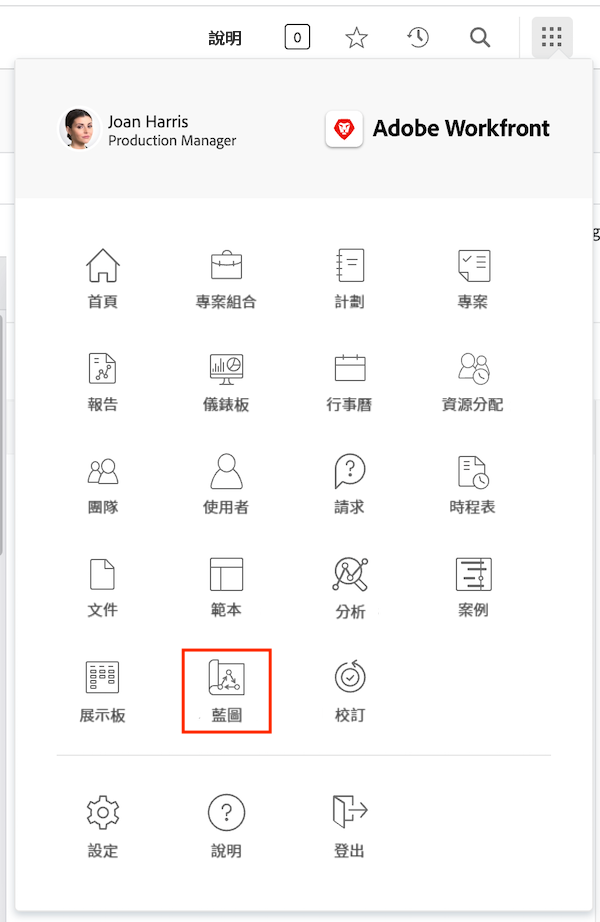 說明
0
Joan Harris
Production Manager
Adobe Workfront
首頁
專案組合
計劃
專案
報告
儀錶板
行事曆
資源分配
團隊
使用者
請求
時程表
文件
範本
分析
案例
展示板
藍圖
校訂
設定
說明
登出